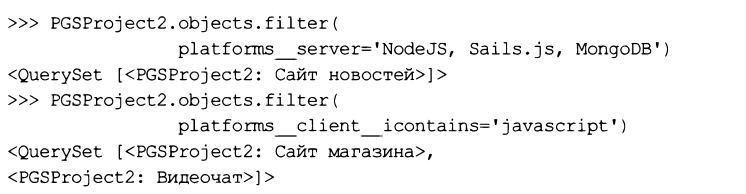 >>> PGSProject2.objects.filter(
platforms__server='NodeJS, Sails.js, MongoDB')
<QuerySet [<PGSProject2: Сайт новостей>]>
>>> PGSProject2.objects.filter(
platforms__client__icontains='javascript')
<QuerySet [<PGSProject2: Сайт магазина>,
<PGSProject2: Видеочат>]>